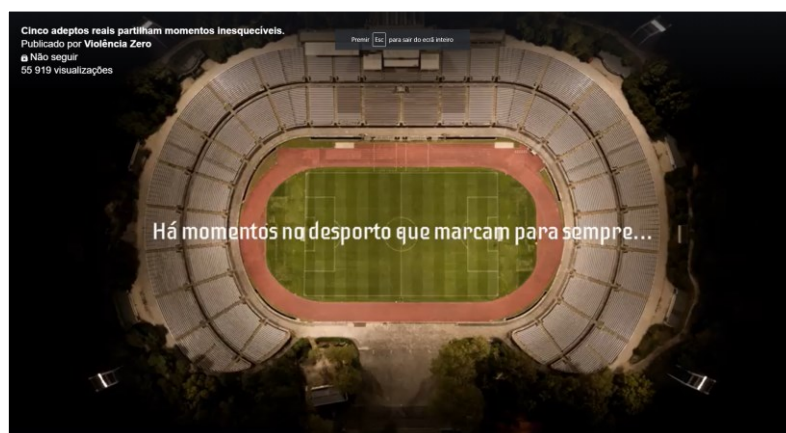 Cinco adeptos reais partilham momentos inesquecíveis.
Publicado por Violência Zero
Não seguir
55 919 visualizações
Premir Esc para sair do ecrã inteiro
Há momentos no desporto que marcam para sempre...